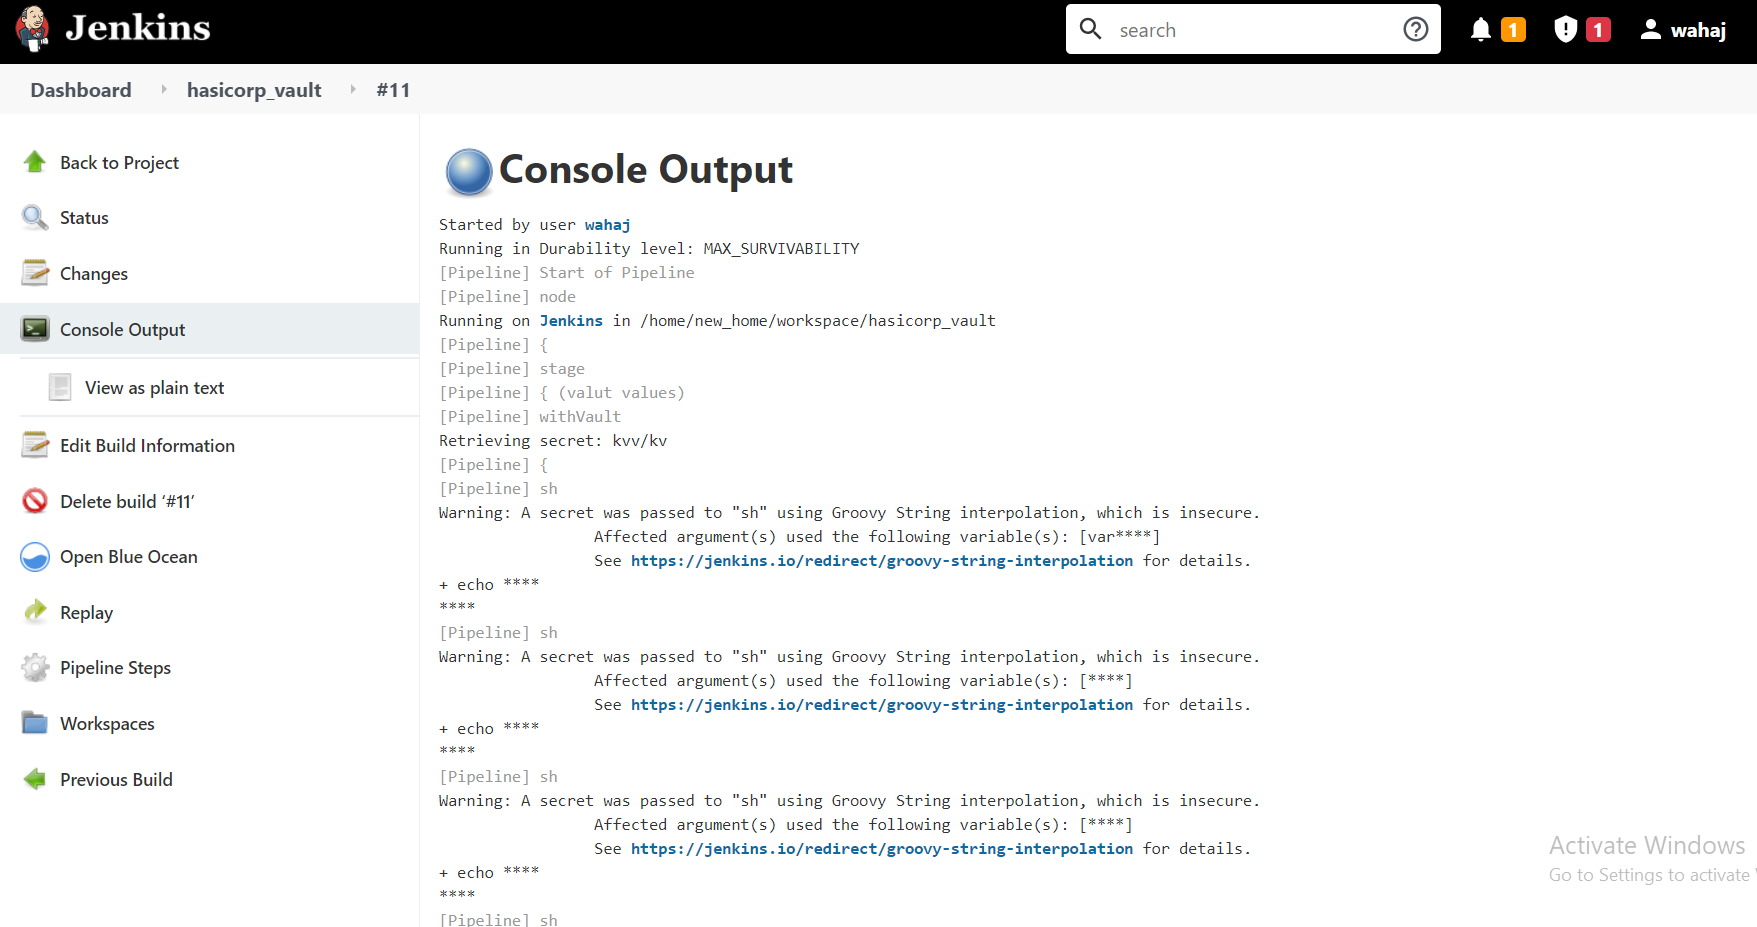 Jenkins
search
1
1
wahaj
Dashboard
hasicorp_vault
#11
Back to Project
Status
Changes
Console Output
View as plain text
Edit Build Information
Delete build ‘#11’
Open Blue Ocean
Replay
Pipeline Steps
Workspaces
Previous Build
Console Output
Started by user wahaj
Running in Durability level: MAX_SURVIVABILITY
[Pipeline] Start of Pipeline
[Pipeline] node
Running on Jenkins in /home/new_home/workspace/hasicorp_vault
[Pipeline] {
[Pipeline] stage
[Pipeline] { (valut values)
[Pipeline] withVault
Retrieving secret: kvv/kv
[Pipeline] {
[Pipeline] sh
Warning: A secret was passed to "sh" using Groovy String interpolation, which is insecure.
Affected argument(s) used the following variable(s): [var****]
See https://jenkins.io/redirect/groovy-string-interpolation for details.
+ echo ****
****
[Pipeline] sh
Warning: A secret was passed to "sh" using Groovy String interpolation, which is insecure.
Affected argument(s) used the following variable(s): [****]
See https://jenkins.io/redirect/groovy-string-interpolation for details.
+ echo ****
****
[Pipeline] sh
Warning: A secret was passed to "sh" using Groovy String interpolation, which is insecure.
Affected argument(s) used the following variable(s): [****]
See https://jenkins.io/redirect/groovy-string-interpolation for details.
+ echo ****
****
[Pipeline] sh
Activate Windows
Go to Settings to activate